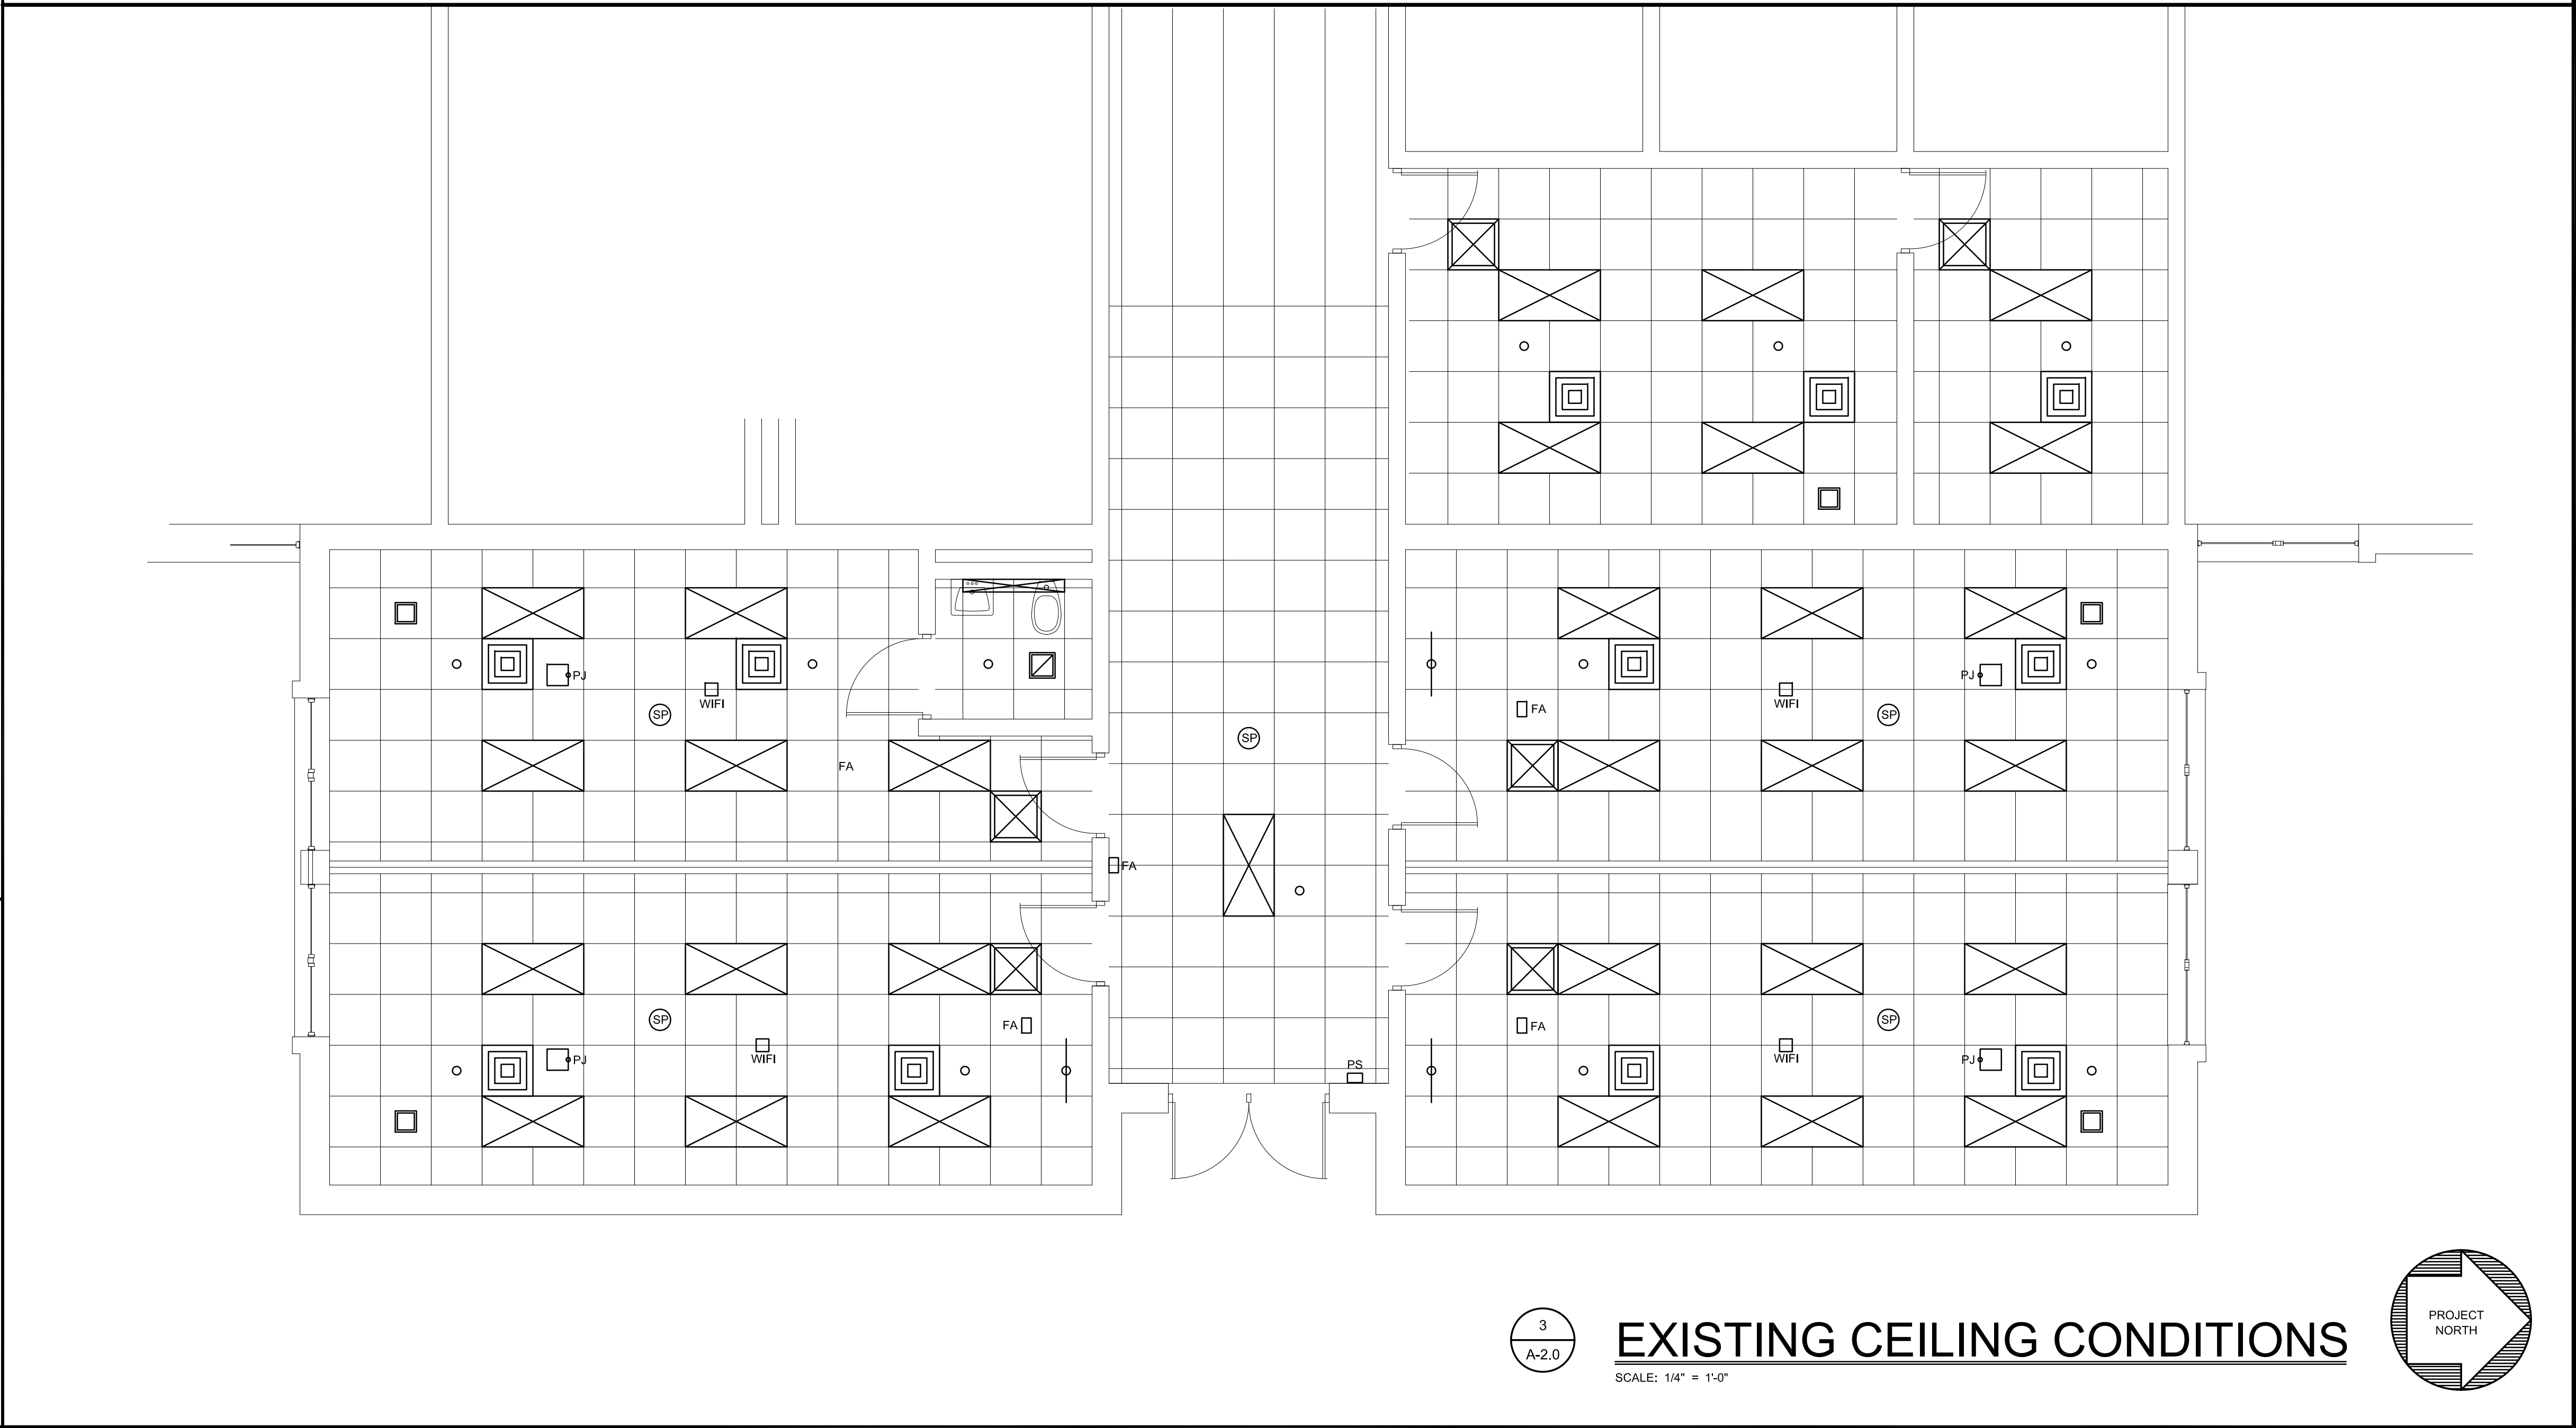 PJ
WIFI
SP
FA
SP
FA
WIFI
PJ
SP
FA
SP
FA
PJ
WIFI
PS
FA
SP
WIFI
PJ
3
A-2.0
EXISTING CEILING CONDITIONS
SCALE: 1/4" = 1'-0"
PROJECT
NORTH